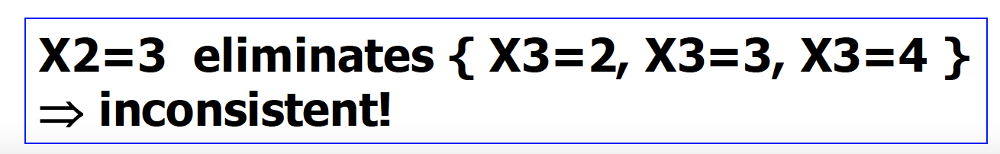 X2=3 eliminates { X3=2, X3=3, X3=4 }
⇒ inconsistent!